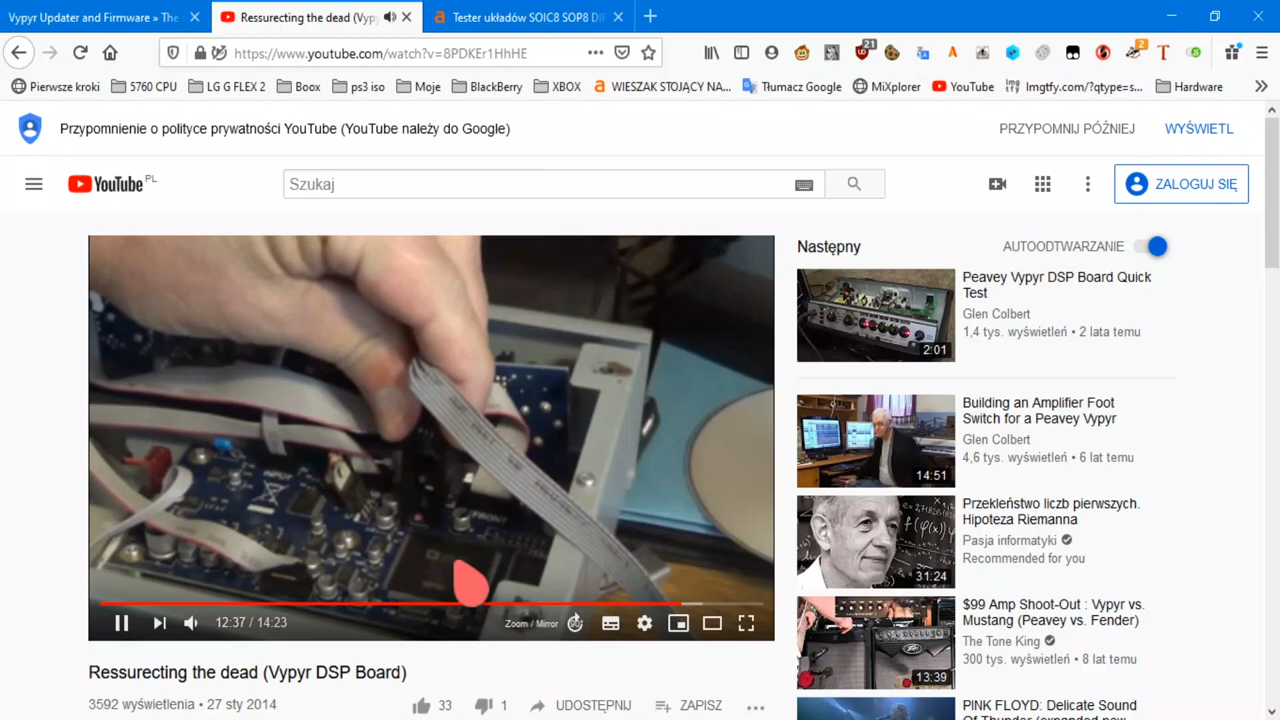 Vypyr Updater and Firmware » The
Ressurecting the dead (Vypy
Tester układów SOIC8 SOP8 DI
https://www.youtube.com/watch?v=8PDKEr1HhHE
21
2
Pierwsze kroki
5760 CPU
LG G FLEX 2
Boox
ps3 iso
Moje
BlackBerry
XBOX
WIESZAK STOJĄCY NA...
Tłumacz Google
MiXplorer
YouTube
lmgtfy.com/?qtype=s...
Hardware
Przypomnienie o polityce prywatności YouTube (YouTube należy do Google)
PRZYPOMNIJ PÓŹNIEJ
WYŚWIETL
YouTube PL
Szukaj
ZALOGUJ SIĘ
Następny
AUTOODTWARZANIE
Peavey Vypyr DSP Board Quick
Test
Glen Colbert
1,4 tys. wyświetleń • 2 lata temu
2:01
Building an Amplifier Foot
Switch for a Peavey Vypyr
Glen Colbert
4,6 tys. wyświetleń • 6 lat temu
14:51
Przekleństwo liczb pierwszych.
Hipoteza Riemanna
Pasja informatyki
Recommended for you
31:24
$99 Amp Shoot-Out : Vypyr vs.
Mustang (Peavey vs. Fender)
The Tone King
300 tys. wyświetleń • 8 lat temu
13:39
PINK FLOYD: Delicate Sound
Of Thunder (expanded new
12:37 / 14:23
Zoom / Mirror
Ressurecting the dead (Vypyr DSP Board)
3592 wyświetlenia • 27 sty 2014
33
1
UDOSTĘPNIJ
ZAPISZ